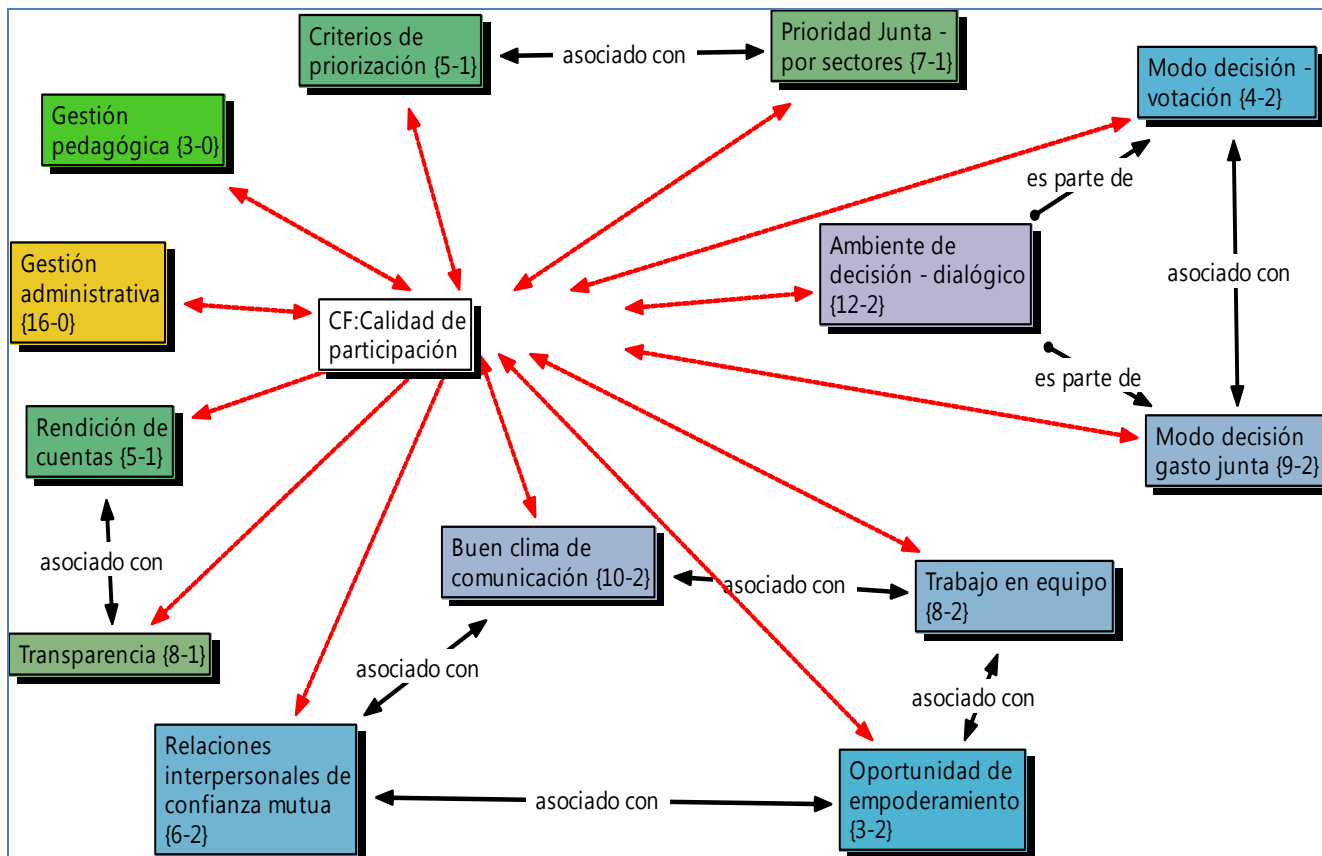 Criterios de
priorización {5-1}
asociado con
Prioridad Junta -
por sectores {7-1}
Modo decisión -
votación {4-2}
Gestión
pedagógica {3-0}
es parte de
Ambiente de
decisión - dialógico
{12-2}
asociado con
Gestión
administrativa
{16-0}
CF:Calidad de
participación
es parte de
Rendición de
cuentas {5-1}
Modo decisión
gasto junta {9-2}
asociado con
Buen clima de
comunicación {10-2}
asociado con
Trabajo en equipo
{8-2}
Transparencia {8-1}
asociado con
asociado con
Relaciones
interpersonales de
confianza mutua
{6-2}
asociado con
Oportunidad de
empoderamiento
{3-2}